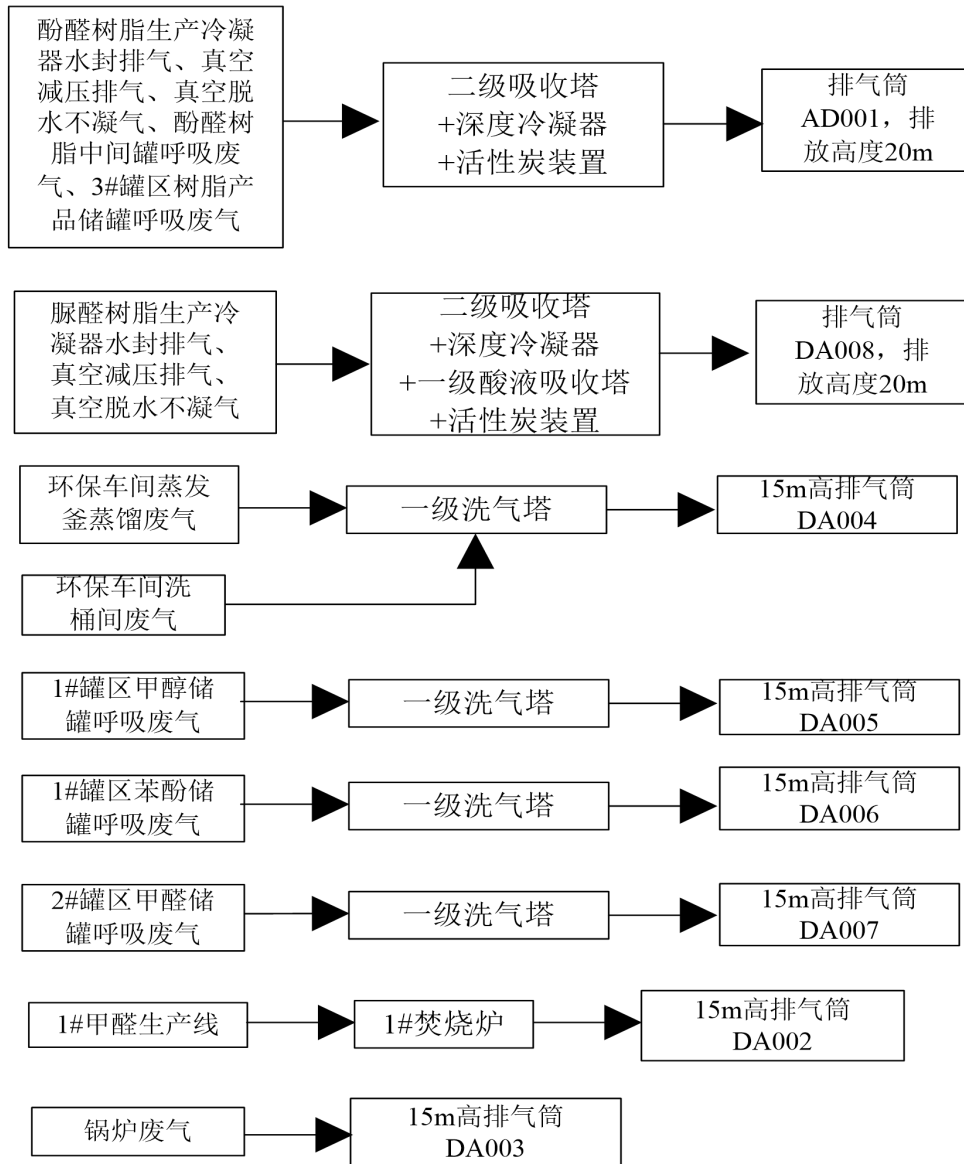 酚醛树脂生产冷凝
器水封排气、真空
减压排气、真空脱
水不凝气、酚醛树
脂中间罐呼吸废
气、3#罐区树脂产
品储罐呼吸废气
二级吸收塔
+深度冷凝器
+活性炭装置
排气筒
AD001，排
放高度20m
脲醛树脂生产冷
凝器水封排气、
真空减压排气、
真空脱水不凝气
二级吸收塔
+深度冷凝器
+一级酸液吸收塔
+活性炭装置
排气筒
DA008，排
放高度20m
环保车间蒸发
釜蒸馏废气
一级洗气塔
15m高排气筒
DA004
环保车间洗
桶间废气
1#罐区甲醇储
罐呼吸废气
一级洗气塔
15m高排气筒
DA005
1#罐区苯酚储
罐呼吸废气
一级洗气塔
15m高排气筒
DA006
2#罐区甲醛储
罐呼吸废气
一级洗气塔
15m高排气筒
DA007
1#甲醛生产线
1#焚烧炉
15m高排气筒
DA002
锅炉废气
15m高排气筒
DA003